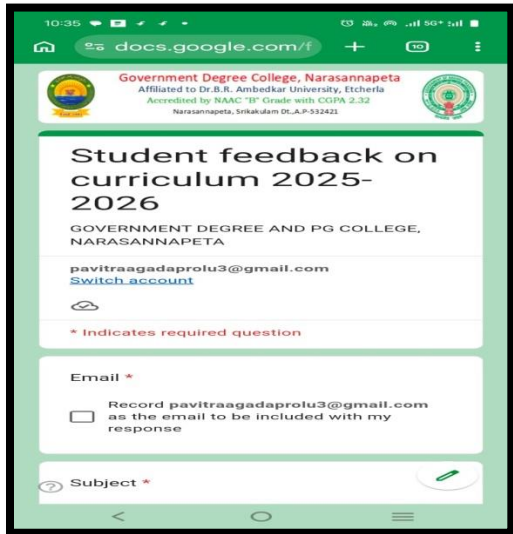 10:35
5G+
docs.google.com/f
10
Government Degree College, Narasannapeta
Affiliated to Dr.B.R. Ambedkar University, Etcherla
Accredited by NAAC "B" Grade with CGPA 2.32
Narasannapeta, Srikakulam Dt.,A.P-532421
Student feedback on
curriculum 2025-
2026
GOVERNMENT DEGREE AND PG COLLEGE,
NARASANNAPETA
pavitraagadaprolu3@gmail.com
Switch account
* Indicates required question
Email *
Record pavitraagadaprolu3@gmail.com
as the email to be included with my
response
Subject *